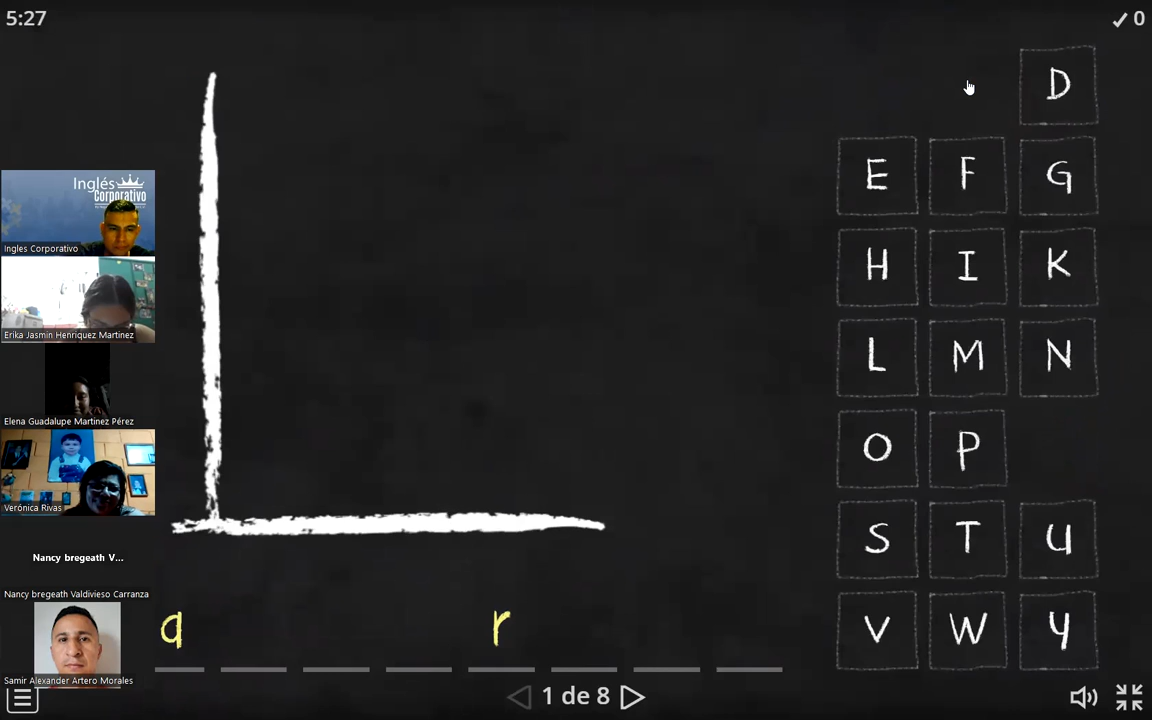 5:27
✓ 0
D
E F G
Inglés
Corporativo
Ingles Corporativo
H I K
Erika Jasmin Henriquez Martinez
L M N
Elena Guadalupe Martinez Pérez
O P
Verónica Rivas
S T U
Nancy bregeath V...
Nancy bregeath Valdivieso Carranza
a r
V W Y
Samir Alexander Artero Morales
1 de 8